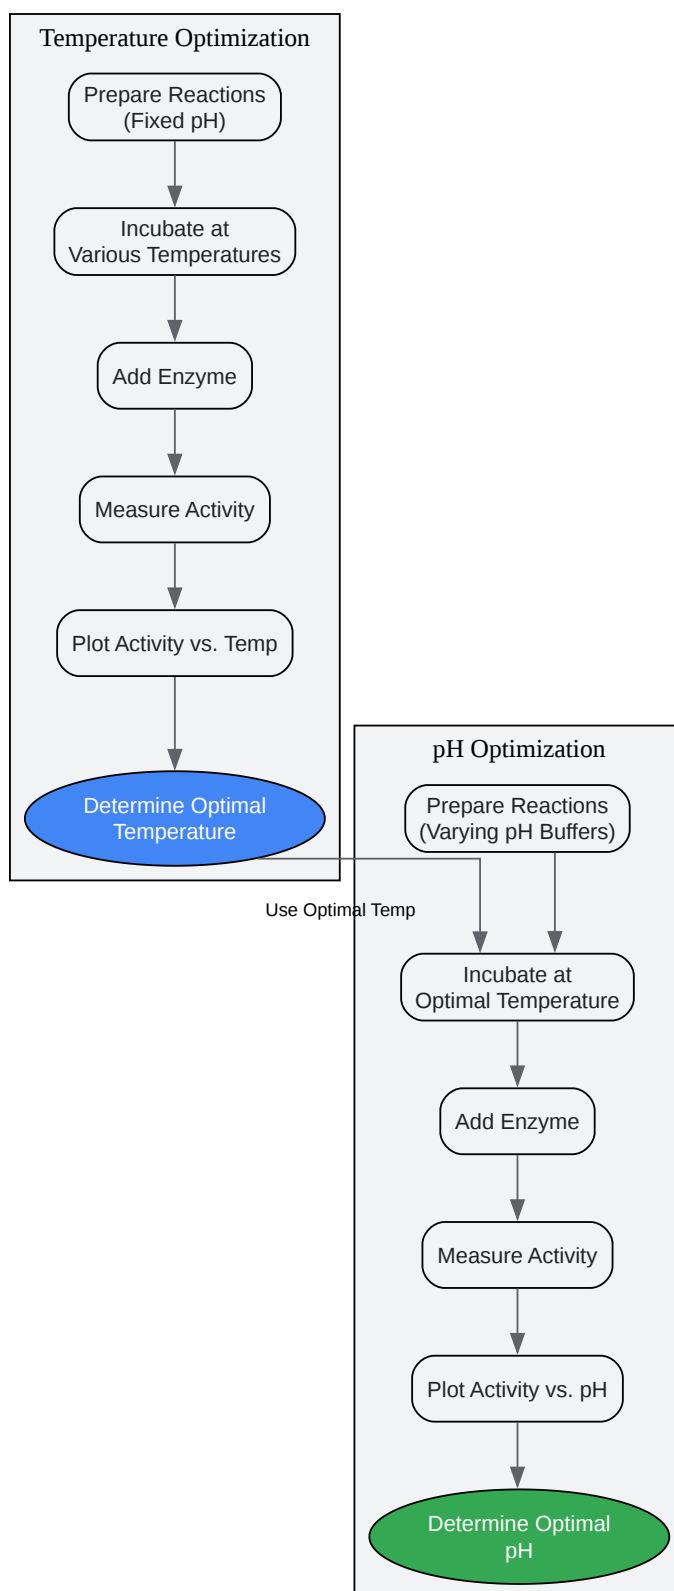 Temperature Optimization
Prepare Reactions
(Fixed pH)
Incubate at
Various Temperatures
Add Enzyme
Measure Activity
Plot Activity vs. Temp
Determine Optimal
Temperature
Use Optimal Temp
pH Optimization
Prepare Reactions
(Varying pH Buffers)
Incubate at
Optimal Temperature
Add Enzyme
Measure Activity
Plot Activity vs. pH
Determine Optimal
pH